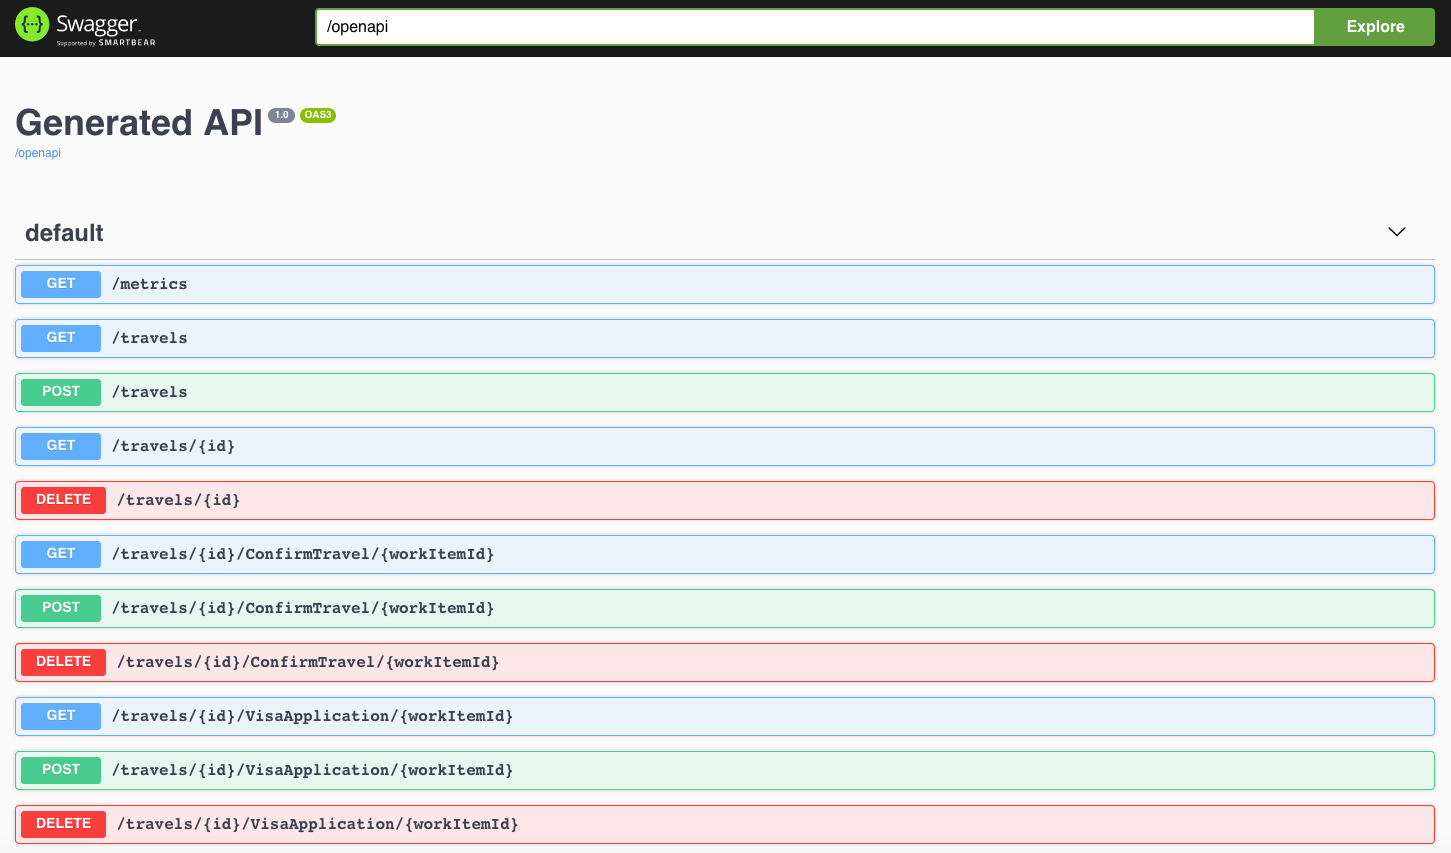 Swagger
Supported by SMARTBEAR
/openapi
Explore
Generated API 1.0 OAS3
/openapi
default
GET /metrics
GET /travels
POST /travels
GET /travels/{id}
DELETE /travels/{id}
GET /travels/{id}/ConfirmTravel/{workItemId}
POST /travels/{id}/ConfirmTravel/{workItemId}
DELETE /travels/{id}/ConfirmTravel/{workItemId}
GET /travels/{id}/VisaApplication/{workItemId}
POST /travels/{id}/VisaApplication/{workItemId}
DELETE /travels/{id}/VisaApplication/{workItemId}